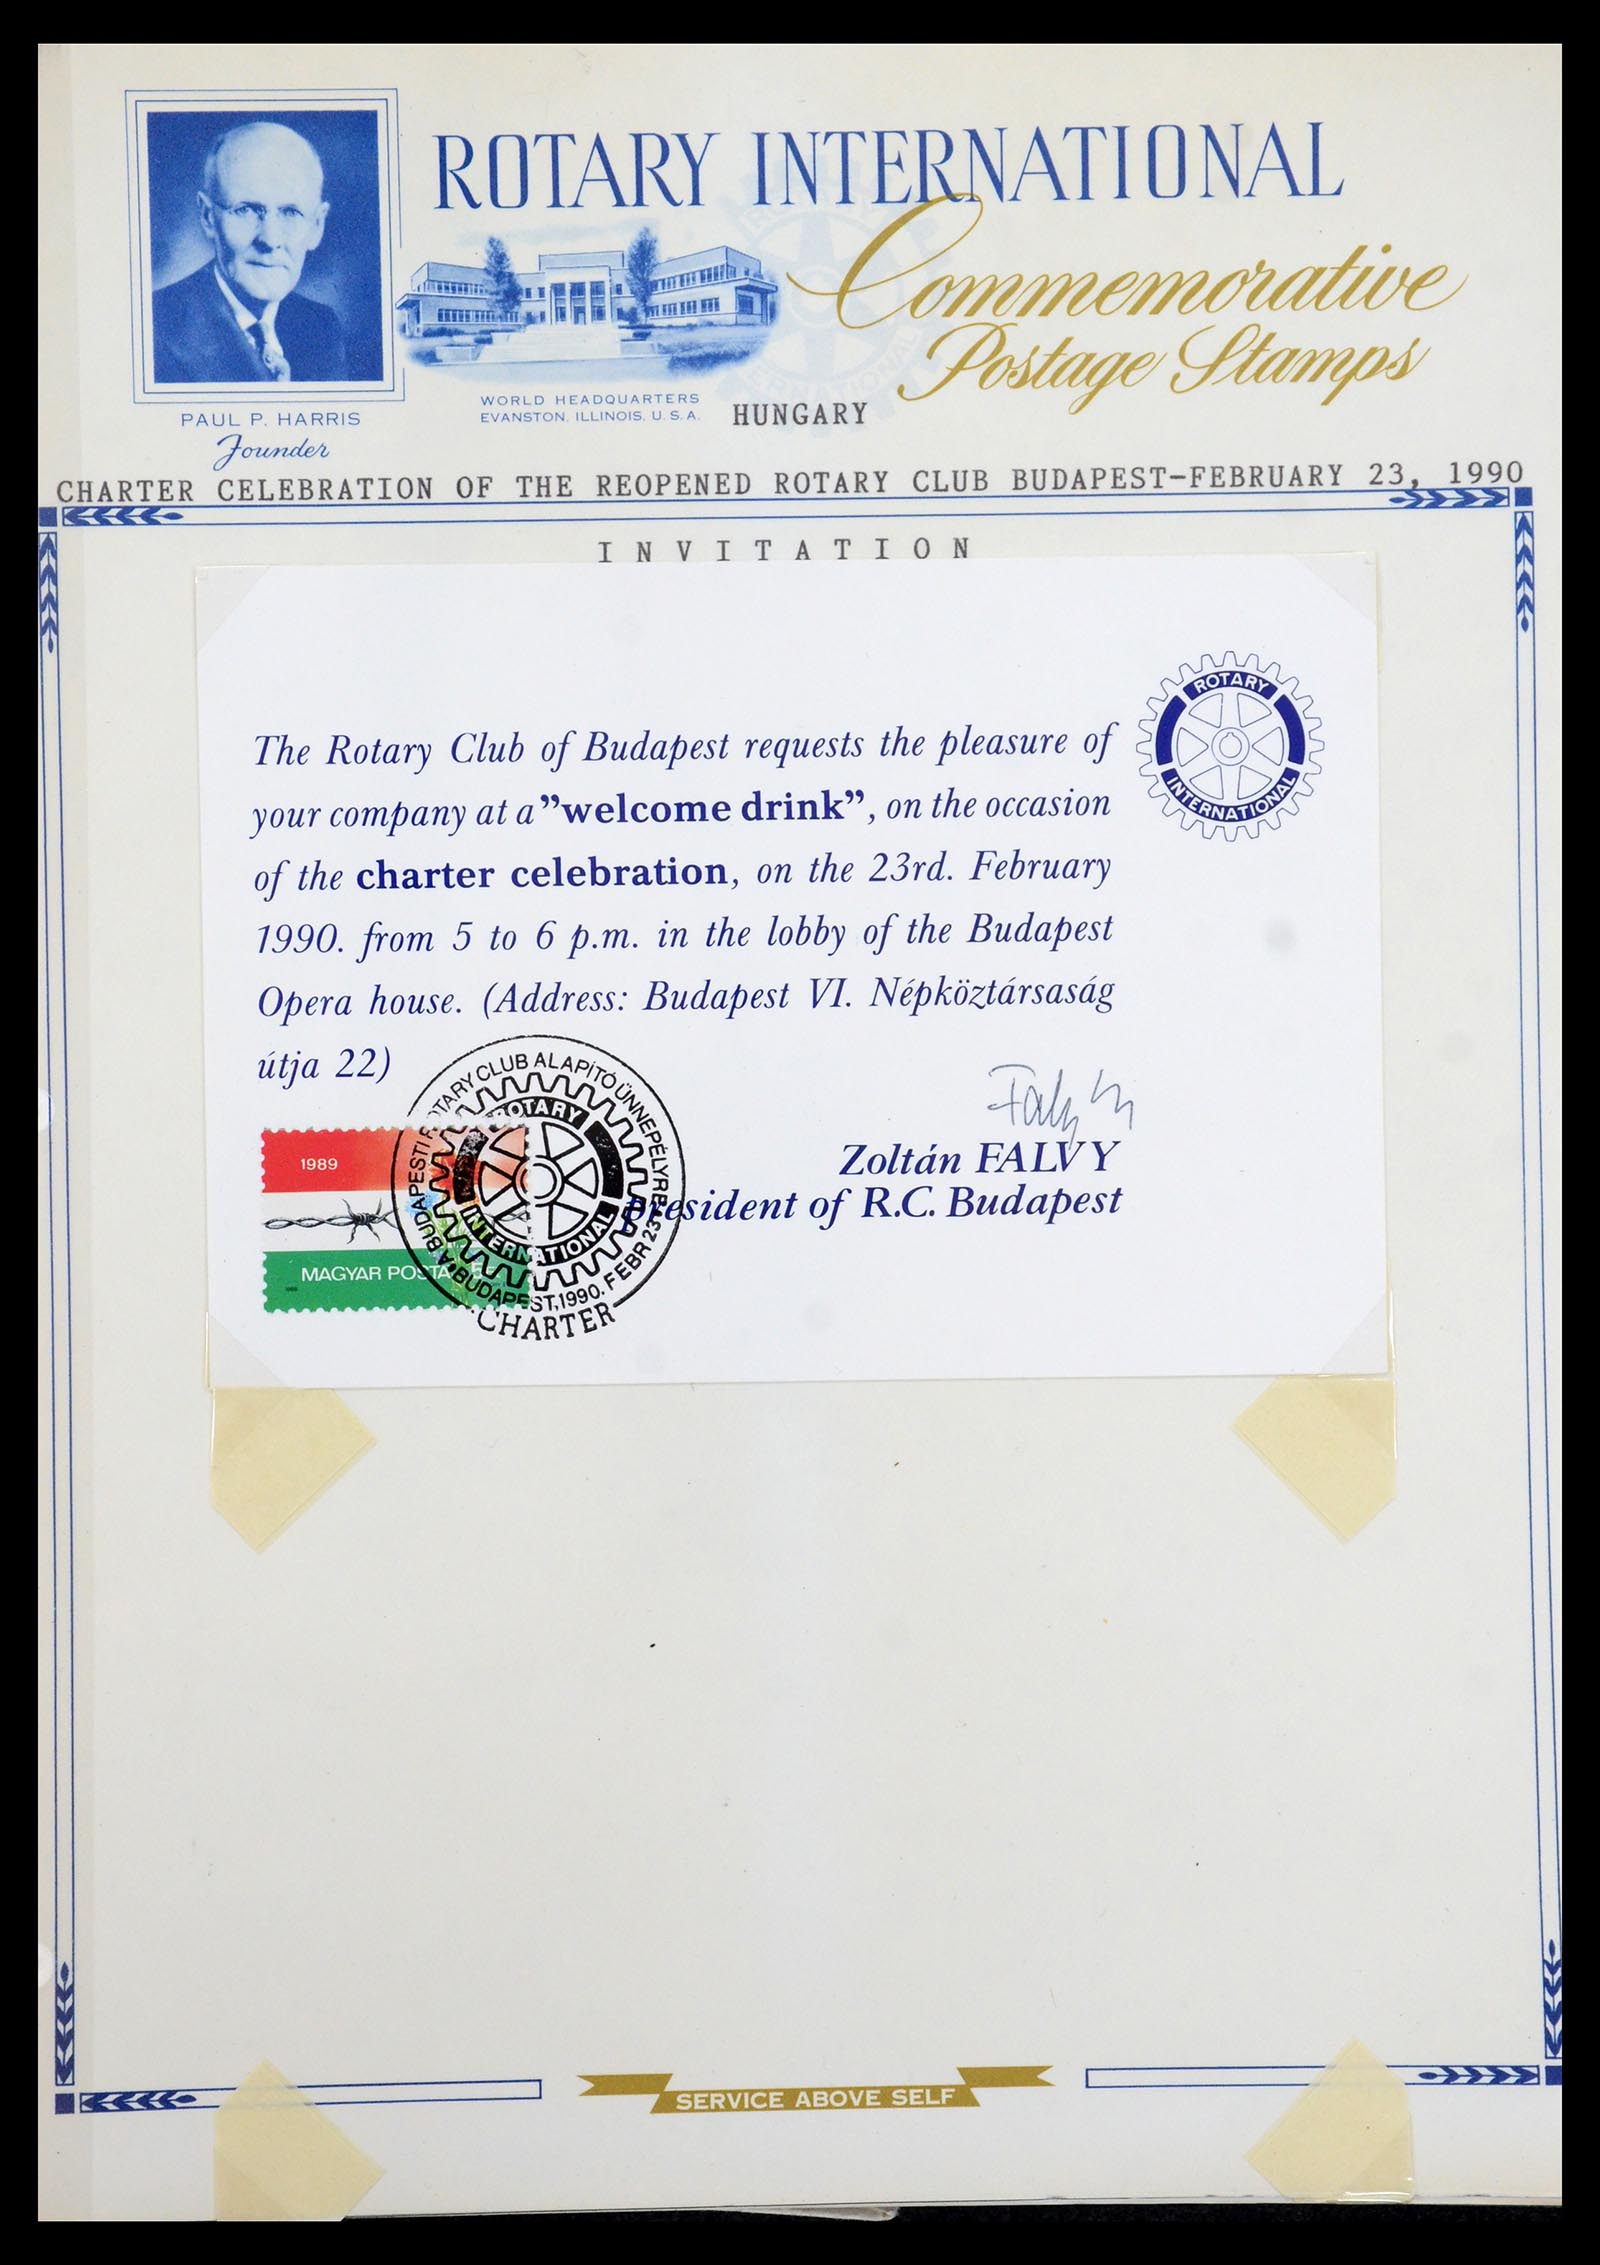 ROTARY INTERNATIONAL
Commemorative
Postage Stamps
PAUL P. HARRIS
Founder
WORLD HEADQUARTERS
EVANSTON, ILLINOIS, U.S.A.
HUNGARY
CHARTER CELEBRATION OF THE REOPENED ROTARY CLUB BUDAPEST-FEBRUARY 23, 1990
INVITATION
ROTARY
INTERNATIONAL
The Rotary Club of Budapest requests the pleasure of
your company at a ”welcome drink”, on the occasion
of the charter celebration, on the 23rd. February
1990. from 5 to 6 p.m. in the lobby of the Budapest
Opera house. (Address: Budapest VI. Népköztársaság
útja 22)
Zoltán FALVY
president of R.C. Budapest
1989
MAGYAR POSTA
A BUDAPESTI ROTARY CLUB ALAPÍTÓ ÜNNEPÉLYRE
BUDAPEST, 1990. FEBR 23
ROTARY
INTERNATIONAL
CHARTER
SERVICE ABOVE SELF